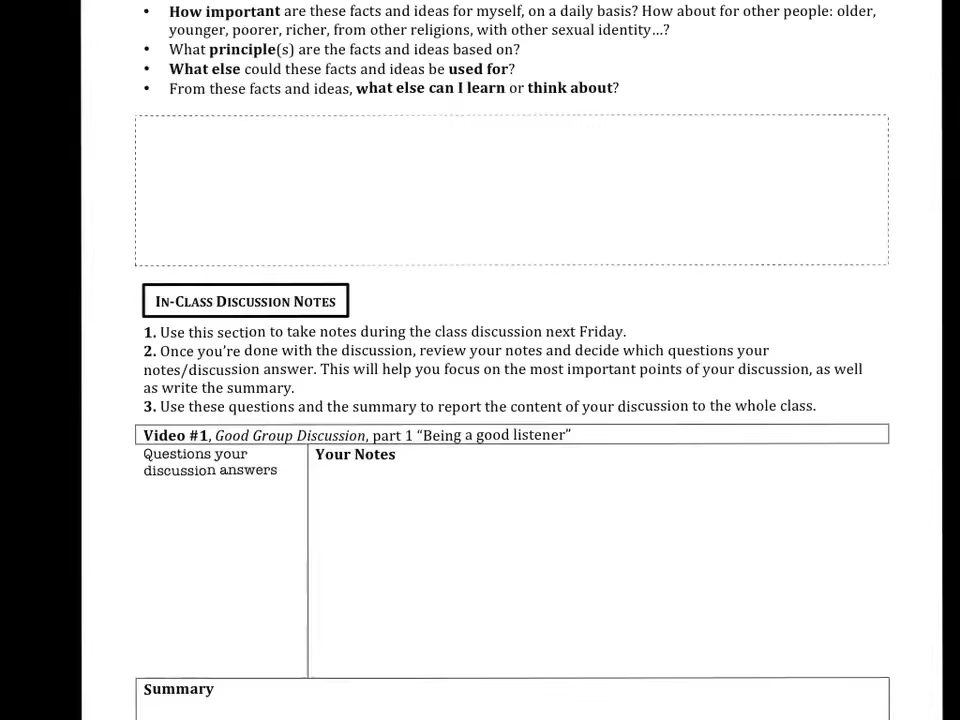 • How important are these facts and ideas for myself, on a daily basis? How about for other people: older,
younger, poorer, richer, from other religions, with other sexual identity…?
• What principle(s) are the facts and ideas based on?
• What else could these facts and ideas be used for?
• From these facts and ideas, what else can I learn or think about?
IN-CLASS DISCUSSION NOTES
1. Use this section to take notes during the class discussion next Friday.
2. Once you're done with the discussion, review your notes and decide which questions your
notes/discussion answer. This will help you focus on the most important points of your discussion, as well
as write the summary.
3. Use these questions and the summary to report the content of your discussion to the whole class.
Video #1, Good Group Discussion, part 1 “Being a good listener”
Questions your
discussion answers
Your Notes
Summary